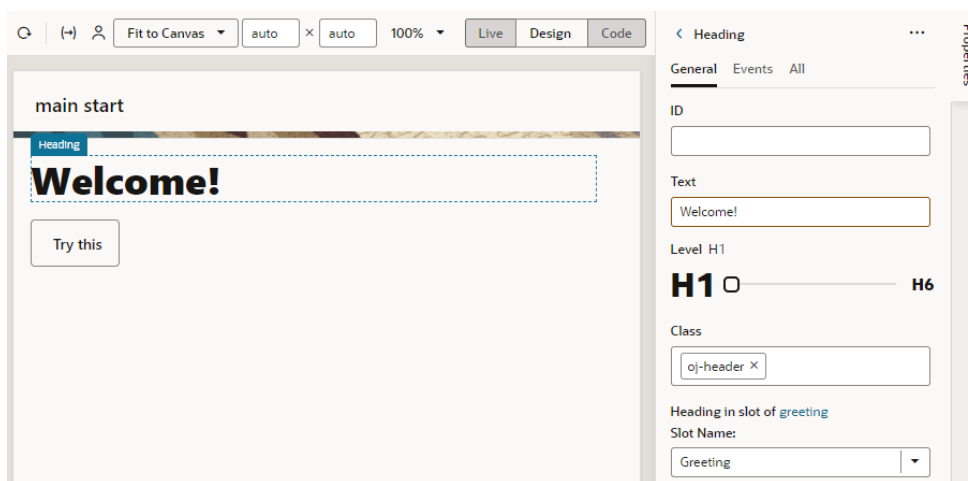 Fit to Canvas auto × auto 100% Live Design Code
main start
Heading
Welcome!
Try this
Heading
General Events All
ID
Text
Welcome!
Level H1
H1 H6
Class
oj-header ×
Heading in slot of greeting
Slot Name:
Greeting
Properties